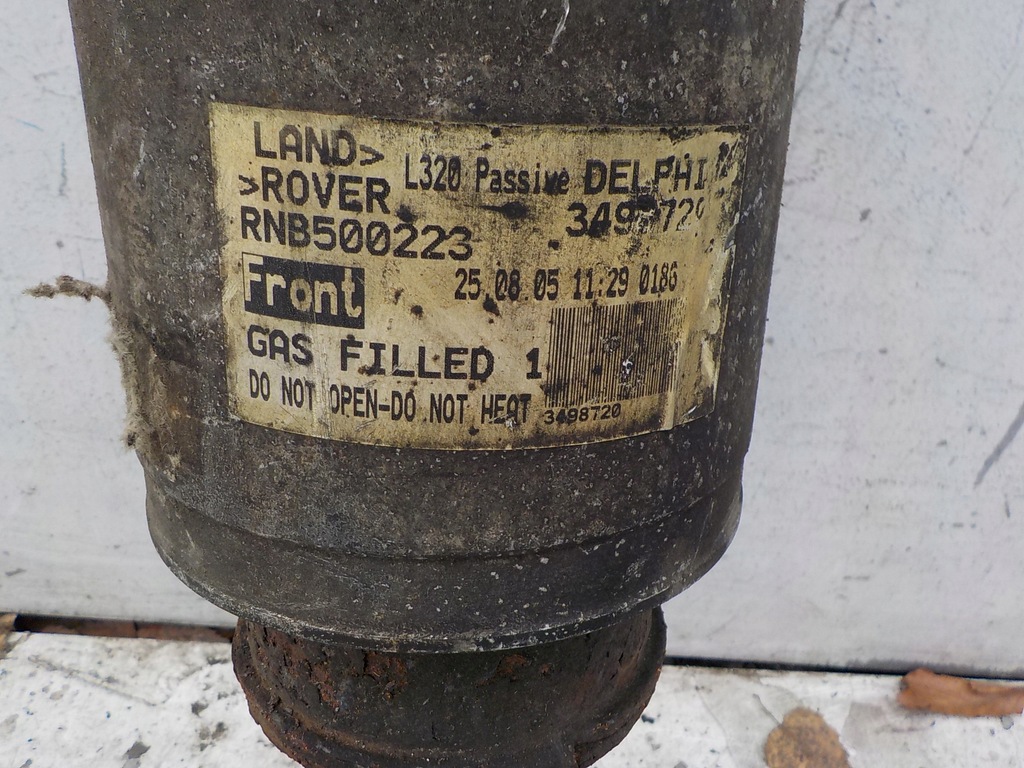 LAND>
>ROVER L320 Passive DELPHI
RNB500223
Front 25.08.05 11:29 018G
GAS FILLED 1
DO NOT OPEN-DO NOT HEAT 3498720